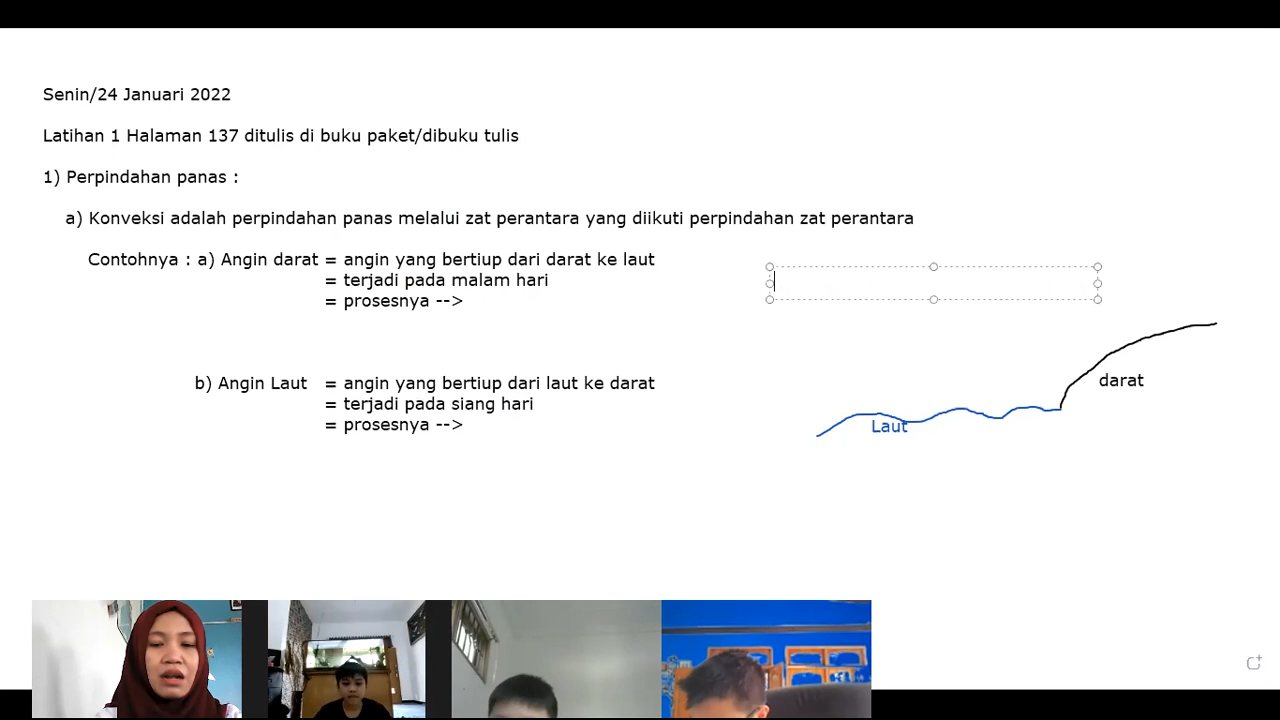 Senin/24 Januari 2022
Latihan 1 Halaman 137 ditulis di buku paket/dibuku tulis
1) Perpindahan panas :
a) Konveksi adalah perpindahan panas melalui zat perantara yang diikuti perpindahan zat perantara
Contohnya : a) Angin darat = angin yang bertiup dari darat ke laut
= terjadi pada malam hari
= prosesnya -->
b) Angin Laut = angin yang bertiup dari laut ke darat
= terjadi pada siang hari
= prosesnya -->
darat
Laut